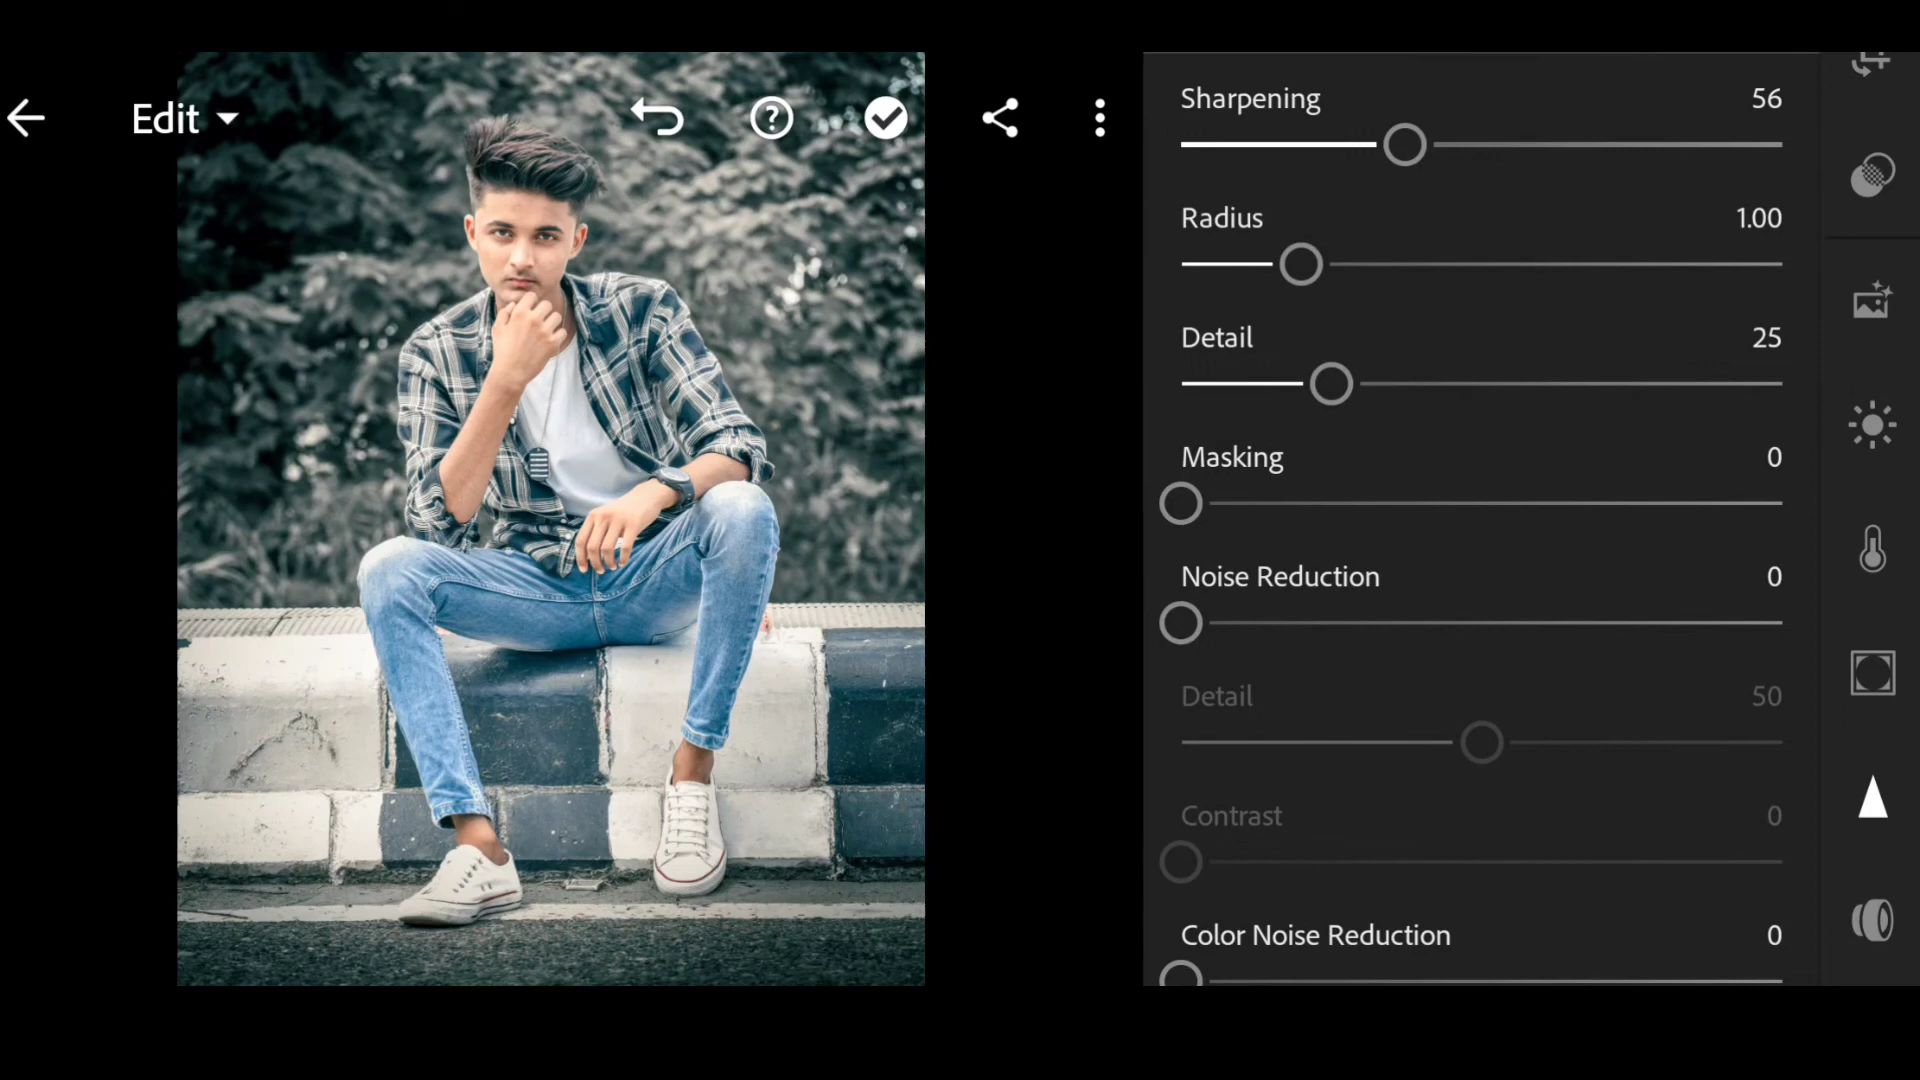 Edit
Sharpening 56
Radius 1.00
Detail 25
Masking 0
Noise Reduction 0
Detail 50
Contrast 0
Color Noise Reduction 0